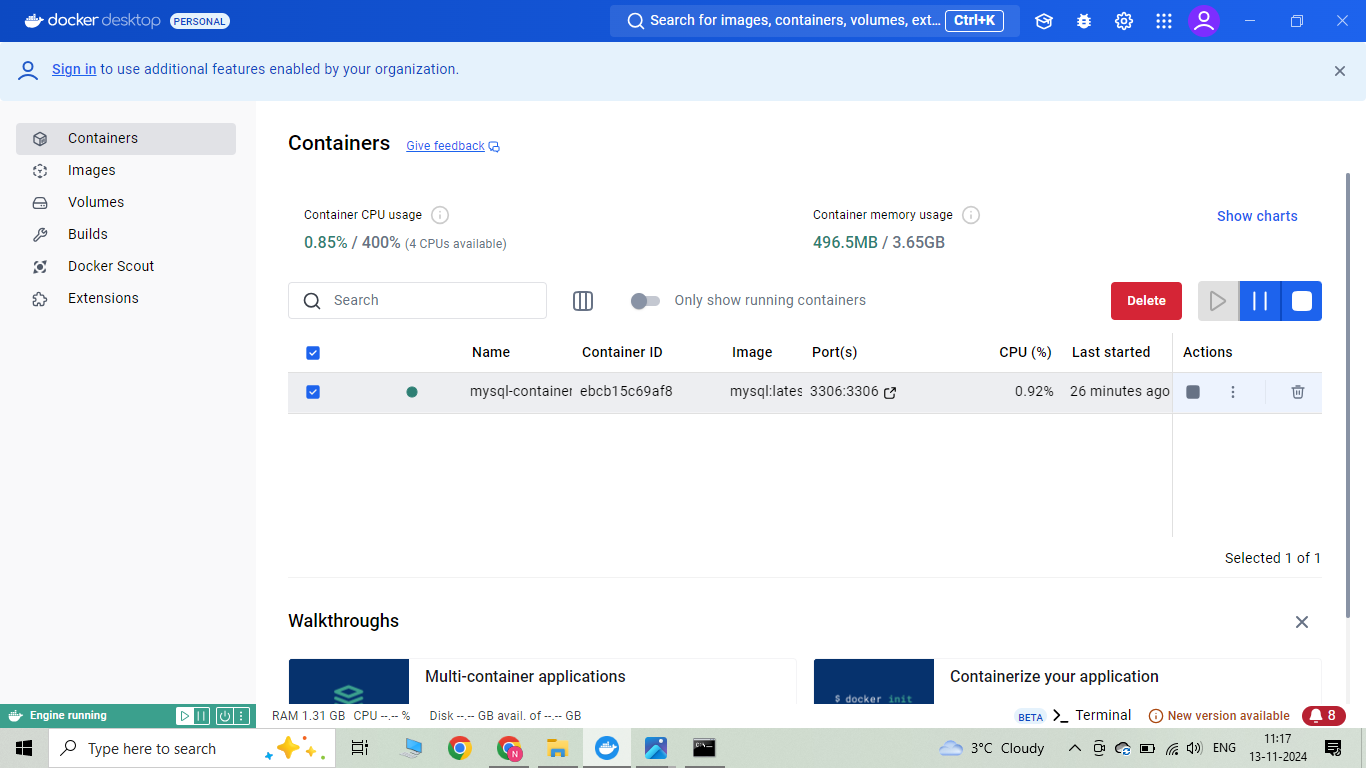 docker desktop PERSONAL
Search for images, containers, volumes, ext... Ctrl+K
N
Sign in to use additional features enabled by your organization.
Containers
Images
Volumes
Builds
Docker Scout
Extensions
Containers Give feedback
Container CPU usage
0.85% / 400% (4 CPUs available)
Container memory usage
496.5MB / 3.65GB
Show charts
Search
Only show running containers
Delete
Name Container ID Image Port(s) CPU (%) Last started Actions
mysql-container ebcb15c69af8 mysql:lates 3306:3306 0.92% 26 minutes ago
Selected 1 of 1
Walkthroughs
Multi-container applications
$ docker init
Containerize your application
Engine running
RAM 1.31 GB CPU --.-- % Disk --.-- GB avail. of --.-- GB
BETA >_ Terminal
New version available
8
Type here to search
3°C Cloudy
ENG
11:17
13-11-2024